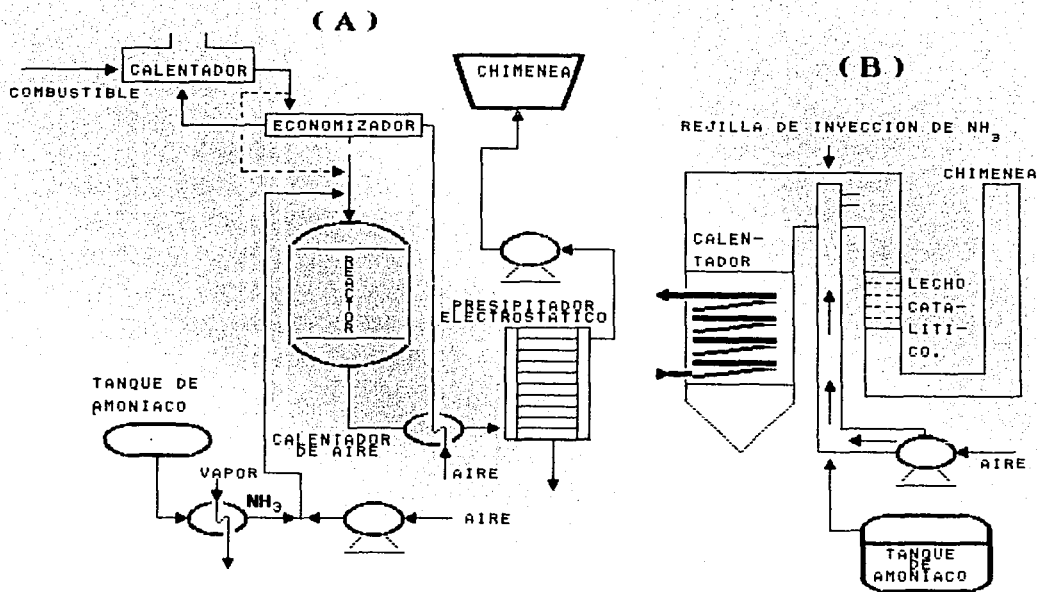 ( A )
CALENTADOR
COMBUSTIBLE
ECONOMIZADOR
CHIMENEA
REACTOR
PRESIPITADOR
ELECTROSTATICO
TANQUE DE
AMONIACO
CALENTADOR
DE AIRE
AIRE
VAPOR
NH3
AIRE
( B )
REJILLA DE INYECCION DE NH3
CHIMENEA
CALEN-
TADOR
LECHO
CATA-
LITI-
CO.
AIRE
TANQUE
DE
AMONIACO